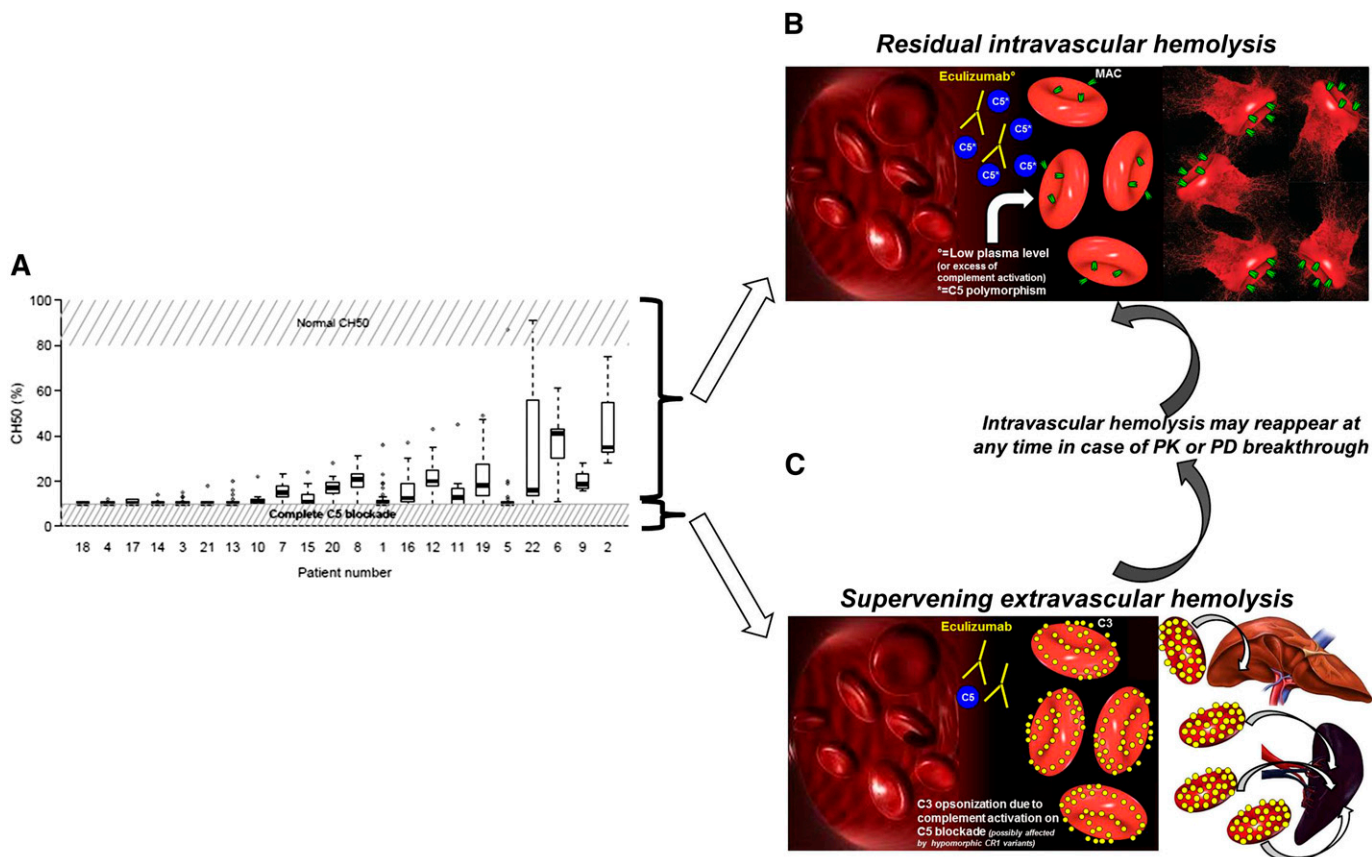 A
100
80
60
40
20
0
CH50 (%)
Normal CH50
Complete C5 blockade
18 4 17 14 3 21 13 10 7 15 20 8 1 16 12 11 19 5 22 6 9 2
Patient number
B
Residual intravascular hemolysis
Eculizumab°
MAC
C5*
C5*
C5*
C5*
C5*
°=Low plasma level
(or excess of
complement activation)
*=C5 polymorphism
Intravascular hemolysis may reappear at
any time in case of PK or PD breakthrough
C
Supervening extravascular hemolysis
Eculizumab
C3
C5
C3 opsonization due to
complement activation on
C5 blockade (possibly affected
by hypomorphic CR1 variants)